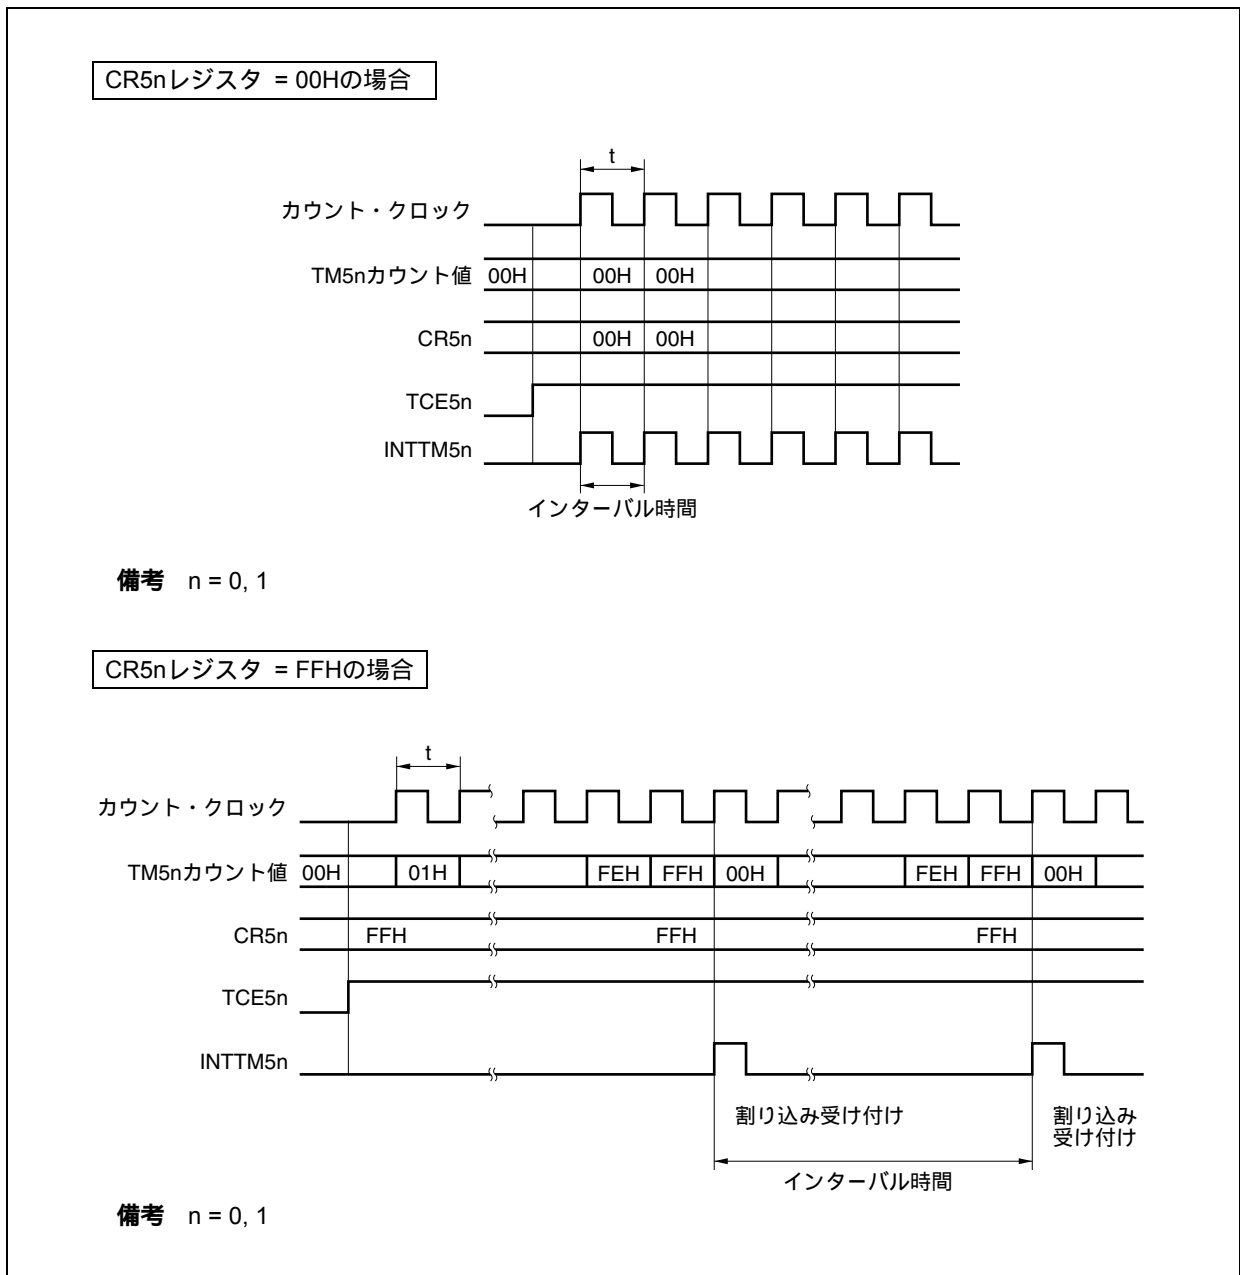 CR5nレジスタ = 00Hの場合
t
カウント・クロック
TM5nカウント値 00H 00H 00H
CR5n 00H 00H
TCE5n
INTTM5n
インターバル時間
備考 n = 0, 1
CR5nレジスタ = FFHの場合
t
カウント・クロック
TM5nカウント値 00H 01H FEH FFH 00H FEH FFH 00H
CR5n FFH FFH FFH
TCE5n
INTTM5n
割り込み受け付け 割り込み
受け付け
インターバル時間
備考 n = 0, 1